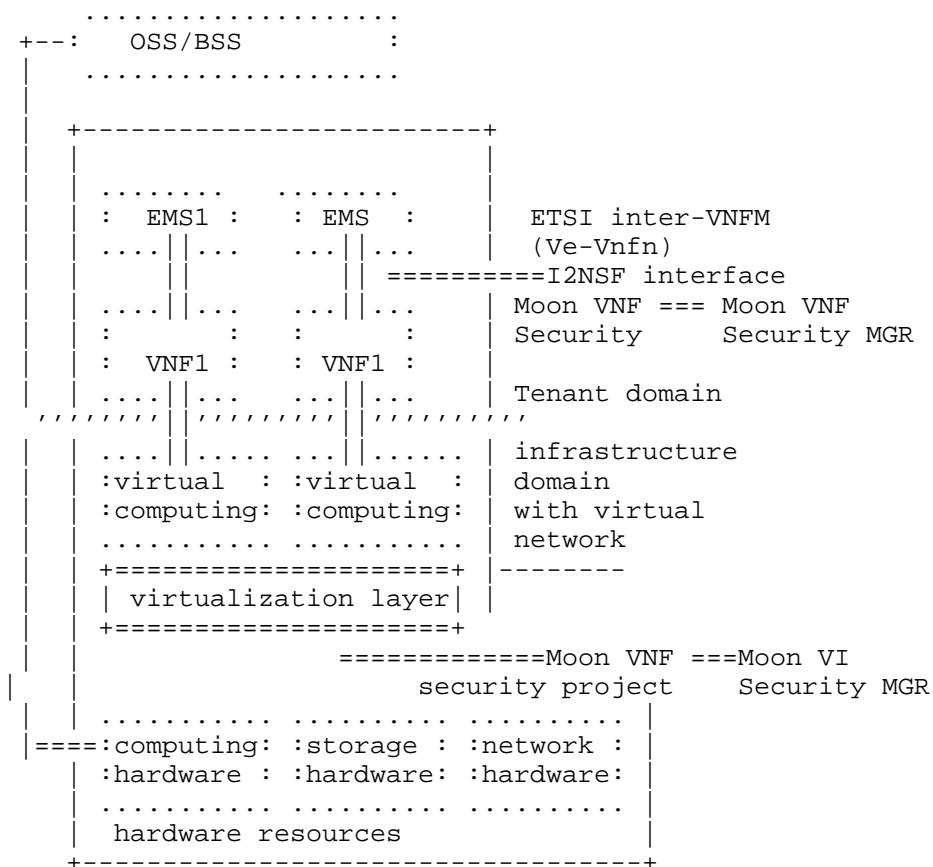 OSS/BSS
EMS1 EMS ETSI inter-VNFM
(Ve-Vnfn)
==========I2NSF interface
Moon VNF === Moon VNF
Security Security MGR
VNF1 VNF1
Tenant domain
infrastructure
:virtual : :virtual : domain
:computing: :computing: with virtual
network
virtualization layer
=============Moon VNF ===Moon VI
security project Security MGR
====:computing: :storage : :network :
:hardware : :hardware: :hardware:
hardware resources